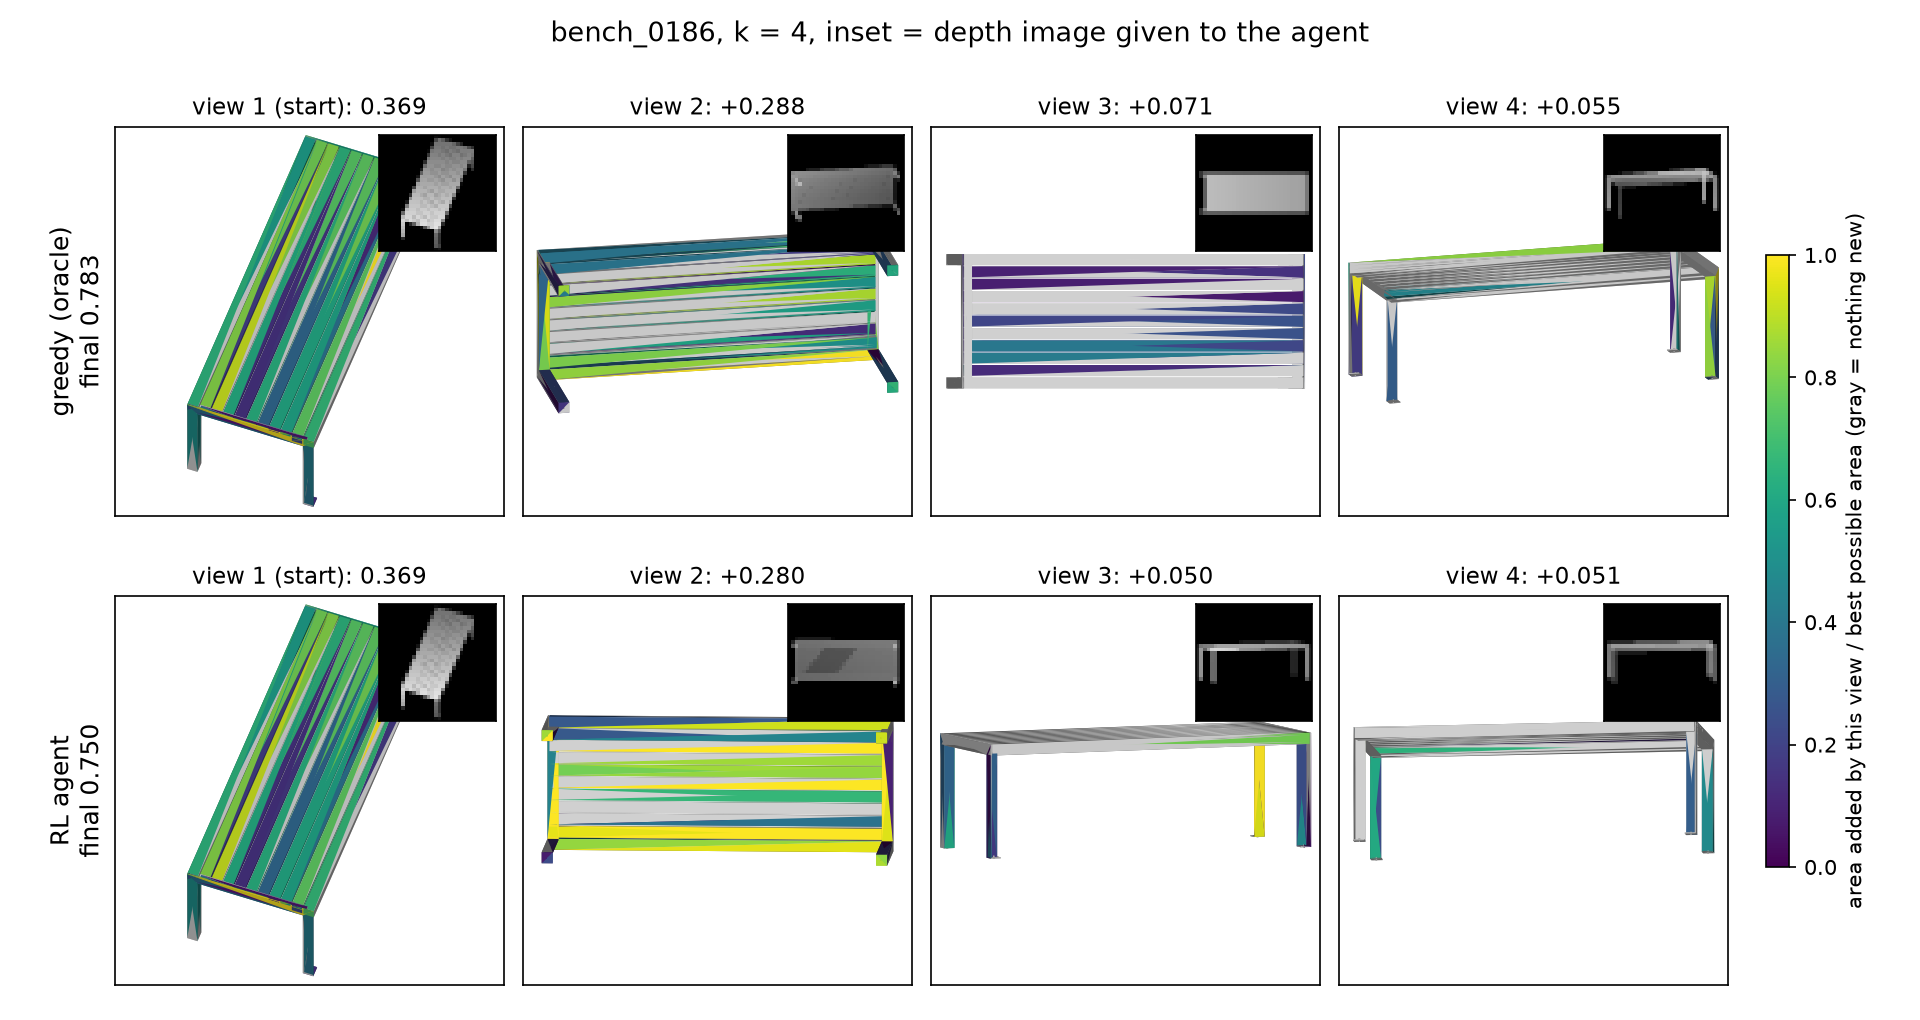 bench_0186, k = 4, inset = depth image given to the agent
view 1 (start): 0.369
view 2: +0.288
view 3: +0.071
view 4: +0.055
greedy (oracle)
final 0.783
view 1 (start): 0.369
view 2: +0.280
view 3: +0.050
view 4: +0.051
RL agent
final 0.750
1.0
0.8
0.6
0.4
0.2
0.0
area added by this view / best possible area (gray = nothing new)